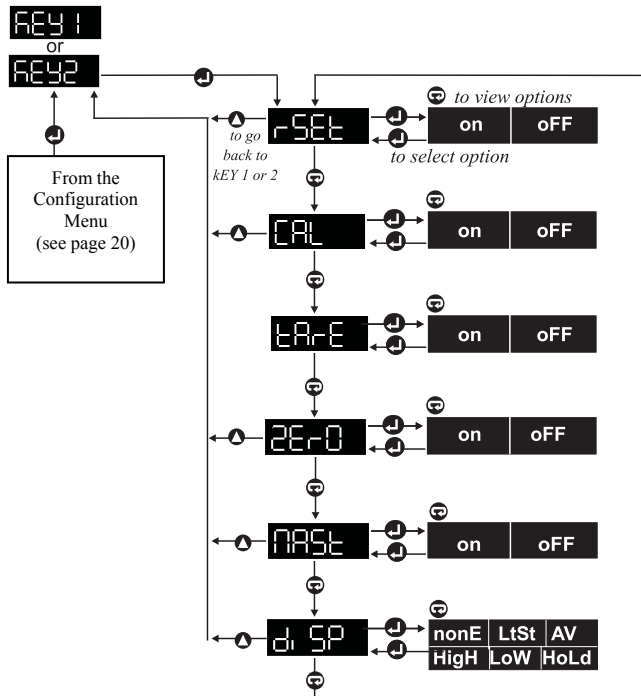 kEY1
or
kEY2
to view options
rSEt
on oFF
to go
back to
kEY 1 or 2
to select option
From the
Configuration
Menu
(see page 20)
CAL
on oFF
tArE
on oFF
2ErO
on oFF
MASt
on oFF
di SP
nonE LtSt AV
HigH LoW HoLd